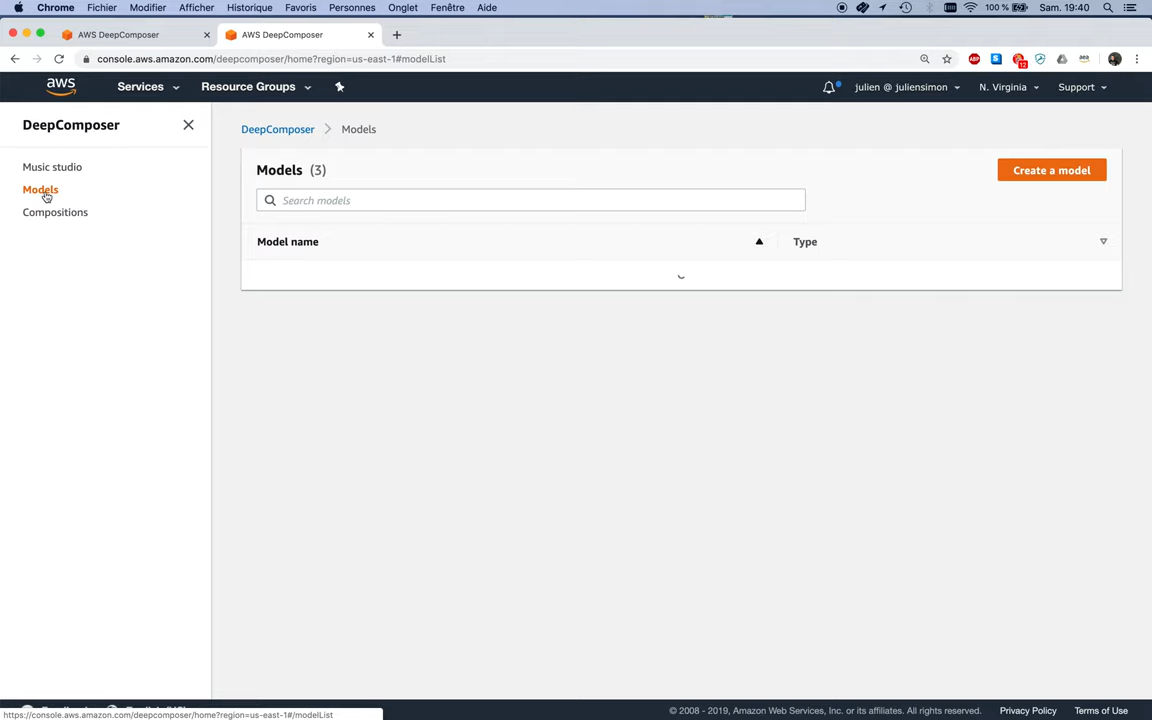 Chrome Fichier Modifier Afficher Historique Favoris Personnes Onglet Fenêtre Aide 100 % Sam. 19:40
AWS DeepComposer AWS DeepComposer
console.aws.amazon.com/deepcomposer/home?region=us-east-1#modelList ABP S 12 aws
aws Services Resource Groups julien @ juliensimon N. Virginia Support
DeepComposer
Music studio
Models
Compositions
DeepComposer Models
Models (3) Create a model
Search models
Model name Type
© 2008 - 2019, Amazon Web Services, Inc. or its affiliates. All rights reserved. Privacy Policy Terms of Use
https://console.aws.amazon.com/deepcomposer/home?region=us-east-1#/modelList